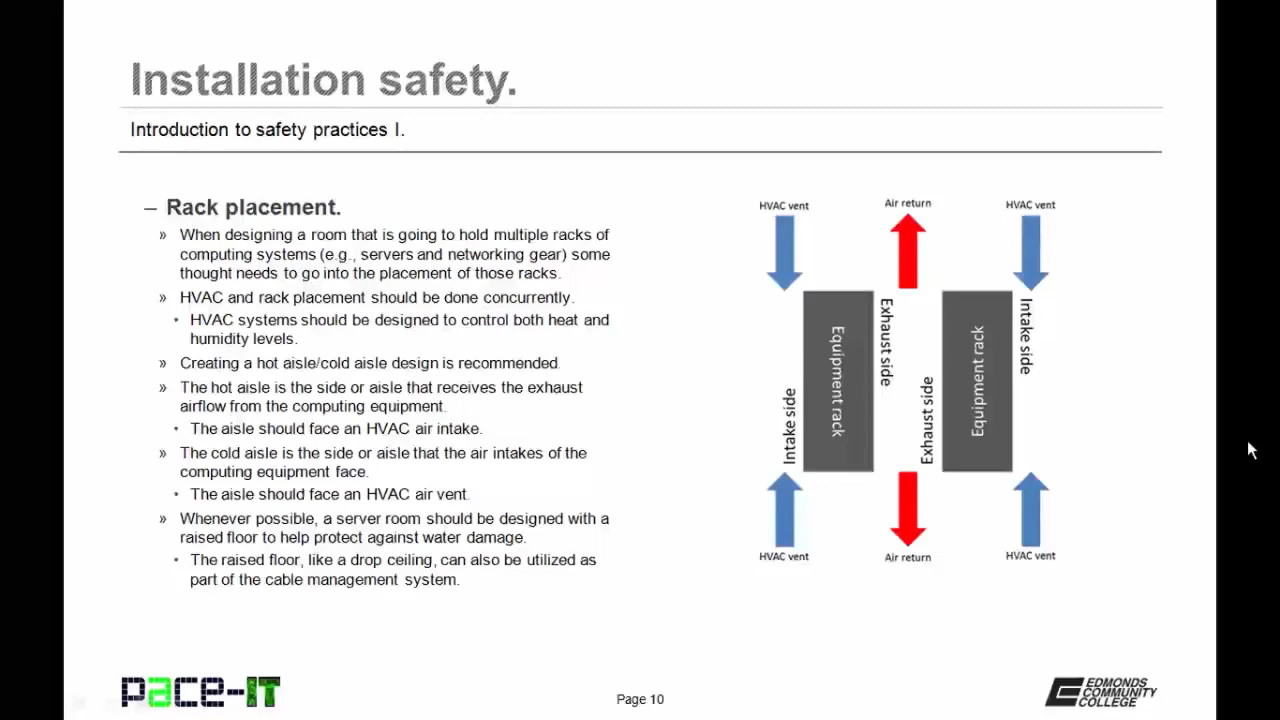 Installation safety.
Introduction to safety practices I.
– Rack placement.
» When designing a room that is going to hold multiple racks of
computing systems (e.g., servers and networking gear) some
thought needs to go into the placement of those racks.
» HVAC and rack placement should be done concurrently.
• HVAC systems should be designed to control both heat and
humidity levels.
» Creating a hot aisle/cold aisle design is recommended.
» The hot aisle is the side or aisle that receives the exhaust
airflow from the computing equipment.
• The aisle should face an HVAC air intake.
» The cold aisle is the side or aisle that the air intakes of the
computing equipment face.
• The aisle should face an HVAC air vent.
» Whenever possible, a server room should be designed with a
raised floor to help protect against water damage.
• The raised floor, like a drop ceiling, can also be utilized as
part of the cable management system.
HVAC vent
Air return
HVAC vent
Intake side
Equipment rack
Exhaust side
Exhaust side
Equipment rack
Intake side
HVAC vent
Air return
HVAC vent
pace-IT
Page 10
EDMONDS
COMMUNITY
COLLEGE